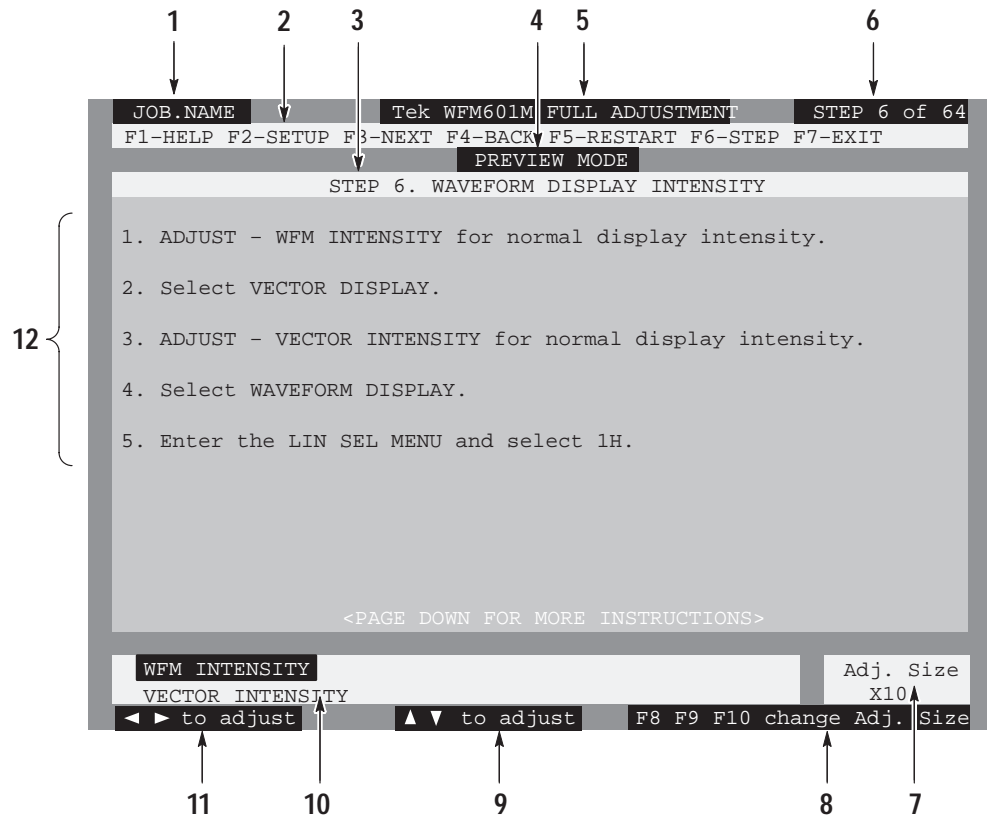 1 2 3 4 5 6
JOB.NAME Tek WFM601M FULL ADJUSTMENT STEP 6 of 64
F1-HELP F2-SETUP F3-NEXT F4-BACK F5-RESTART F6-STEP F7-EXIT
PREVIEW MODE
STEP 6. WAVEFORM DISPLAY INTENSITY
1. ADJUST – WFM INTENSITY for normal display intensity.
2. Select VECTOR DISPLAY.
3. ADJUST – VECTOR INTENSITY for normal display intensity.
12
4. Select WAVEFORM DISPLAY.
5. Enter the LIN SEL MENU and select 1H.
<PAGE DOWN FOR MORE INSTRUCTIONS>
WFM INTENSITY Adj. Size
VECTOR INTENSITY X10
◄ ► to adjust ▲ ▼ to adjust F8 F9 F10 change Adj. Size
11 10 9 8 7